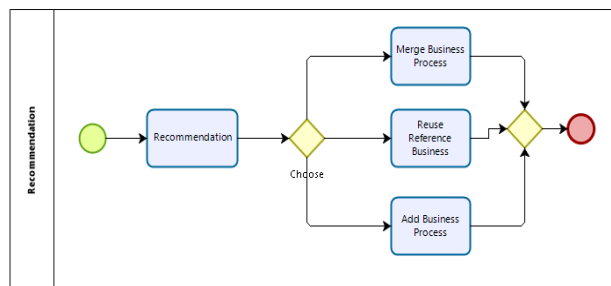 Recommendation
Recommendation
Choose
Merge Business
Process
Reuse
Reference
Business
Add Business
Process